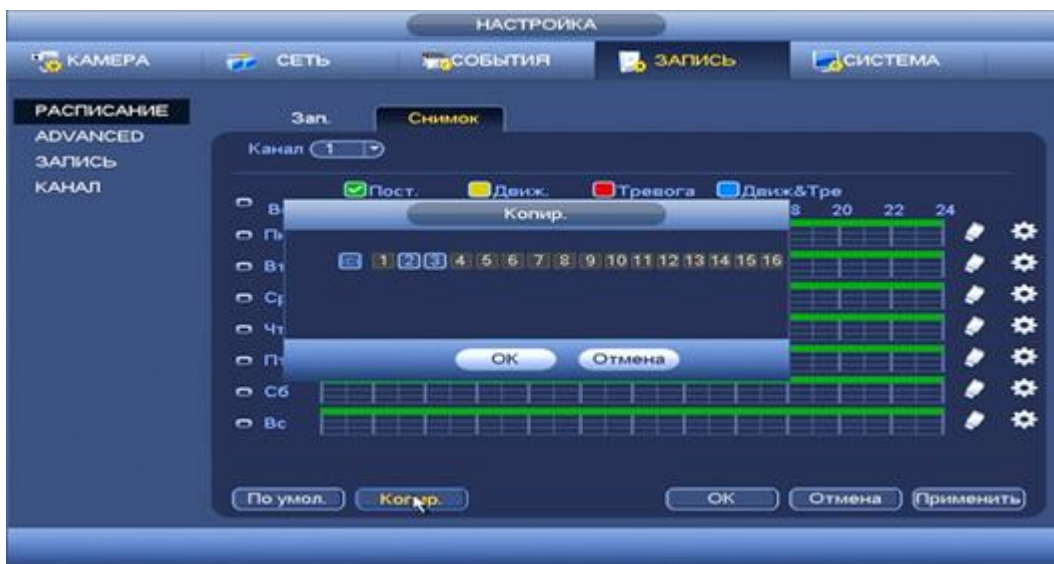 НАСТРОЙКА
КАМЕРА СЕТЬ СОБЫТИЯ ЗАПИСЬ СИСТЕМА
РАСПИСАНИЕ
ADVANCED
ЗАПИСЬ
КАНАЛ
Зап. Снимок
Канал 1
Пост. Движ. Тревога Движ&Тре
8 20 22 24
Копир.
1 2 3 4 5 6 7 8 9 10 11 12 13 14 15 16
OK Отмена
Сб
Вс
По умол. Копир. OK Отмена Применить